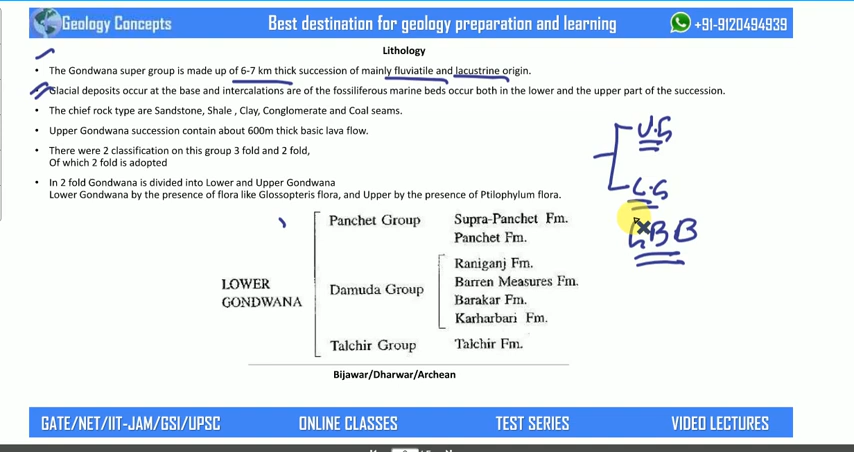 Geology Concepts
Best destination for geology preparation and learning
+91-9120494939
Lithology
• The Gondwana super group is made up of 6-7 km thick succession of mainly fluviatile and lacustrine origin.
• Glacial deposits occur at the base and intercalations are of the fossiliferous marine beds occur both in the lower and the upper part of the succession.
• The chief rock type are Sandstone, Shale , Clay, Conglomerate and Coal seams.
• Upper Gondwana succession contain about 600m thick basic lava flow.
• There were 2 classification on this group 3 fold and 2 fold,
Of which 2 fold is adopted
• In 2 fold Gondwana is divided into Lower and Upper Gondwana
Lower Gondwana by the presence of flora like Glossopteris flora, and Upper by the presence of Ptilophylum flora.
U.G
L.G
BB
LOWER
GONDWANA
Panchet Group
Supra-Panchet Fm.
Panchet Fm.
Damuda Group
Raniganj Fm.
Barren Measures Fm.
Barakar Fm.
Karharbari Fm.
Talchir Group
Talchir Fm.
Bijawar/Dharwar/Archean
GATE/NET/IIT-JAM/GSI/UPSC
ONLINE CLASSES
TEST SERIES
VIDEO LECTURES